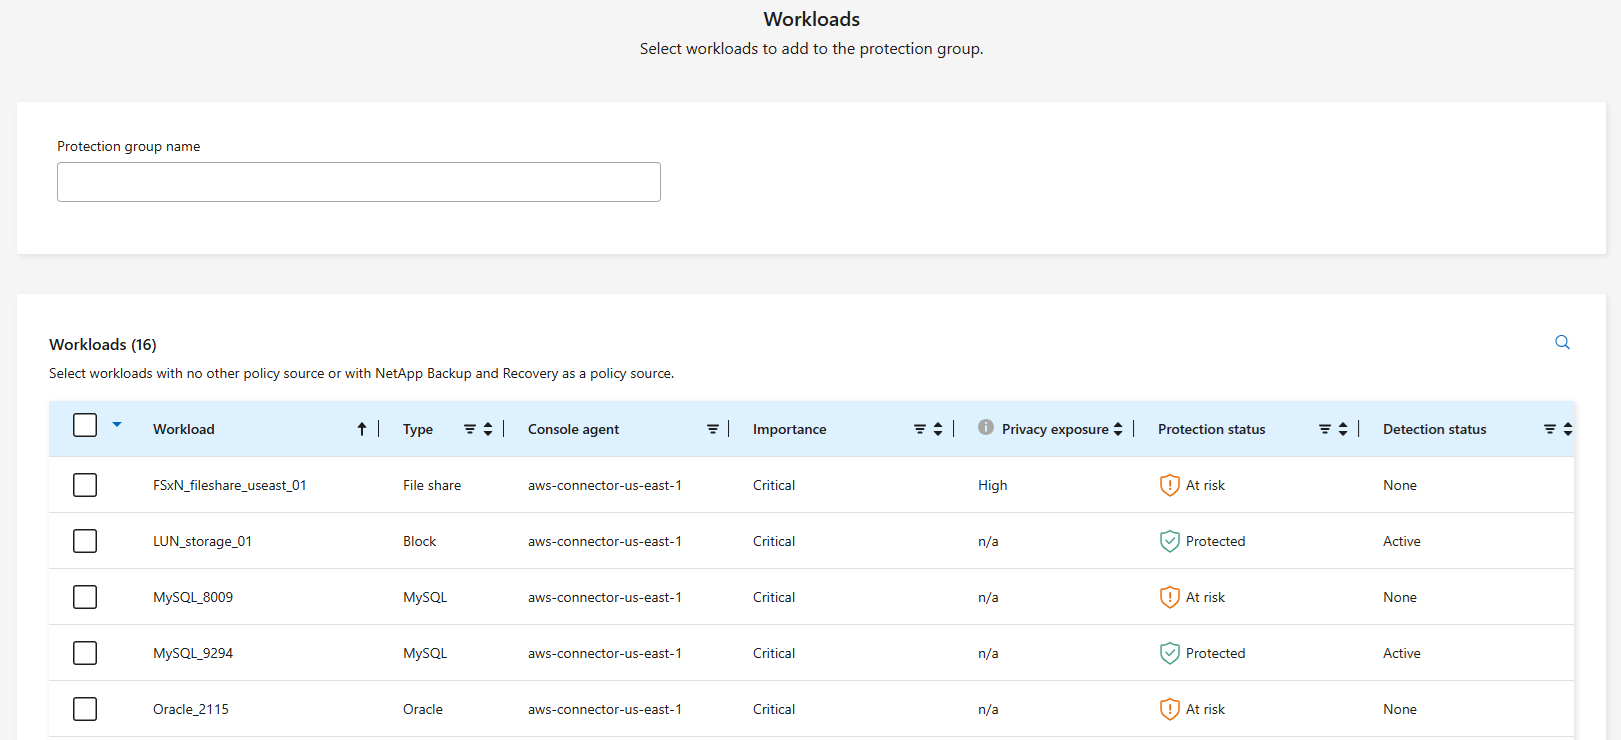 Workloads
Select workloads to add to the protection group.
Protection group name
Workloads (16)
Select workloads with no other policy source or with NetApp Backup and Recovery as a policy source.
Workload Type Console agent Importance Privacy exposure Protection status Detection status
FSxN_fileshare_useast_01 File share aws-connector-us-east-1 Critical High At risk None
LUN_storage_01 Block aws-connector-us-east-1 Critical n/a Protected Active
MySQL_8009 MySQL aws-connector-us-east-1 Critical n/a At risk None
MySQL_9294 MySQL aws-connector-us-east-1 Critical n/a Protected Active
Oracle_2115 Oracle aws-connector-us-east-1 Critical n/a At risk None